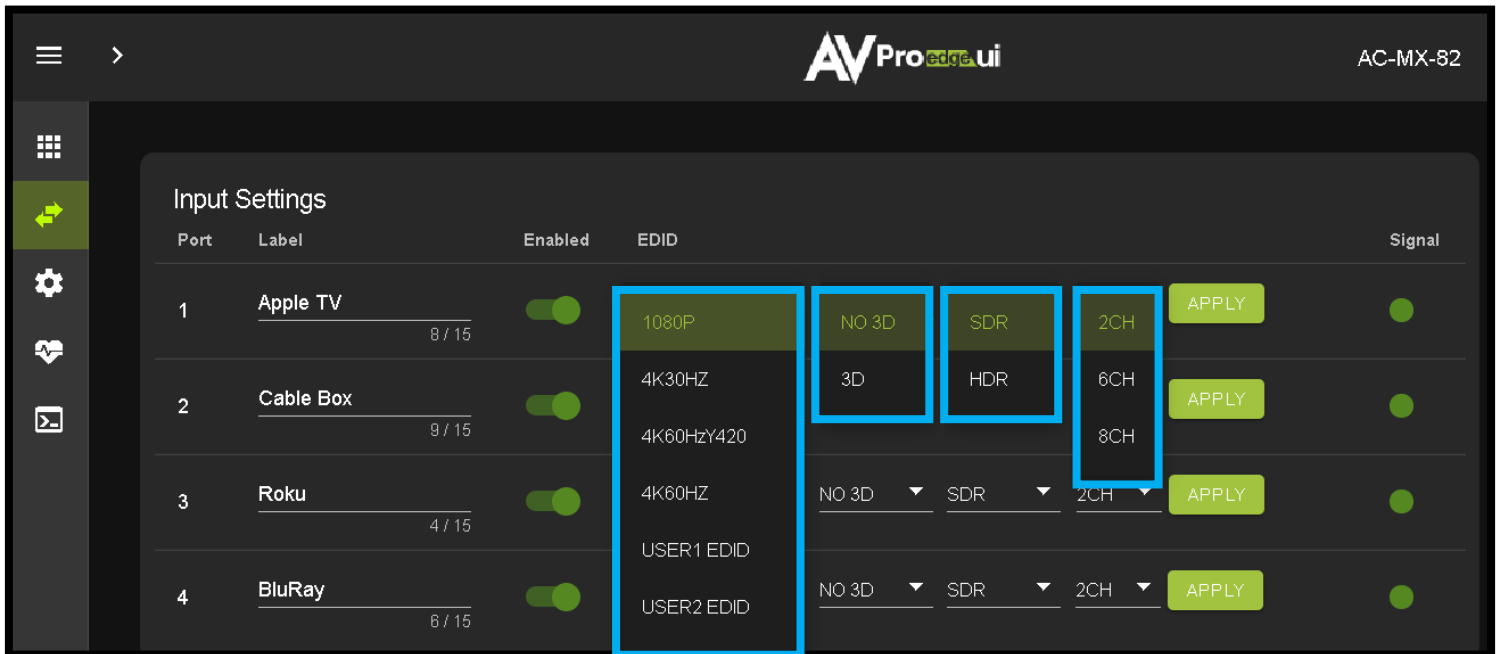 AVPro edge.ui
AC-MX-82
Input Settings
Port Label Enabled EDID Signal
1 Apple TV 1080P NO 3D SDR 2CH APPLY
8 / 15
4K30HZ 3D HDR 6CH
2 Cable Box APPLY
9 / 15
4K60HzY420 8CH
3 Roku 4K60HZ NO 3D SDR 2CH APPLY
4 / 15
USER1 EDID
4 BluRay NO 3D SDR 2CH APPLY
USER2 EDID
6 / 15